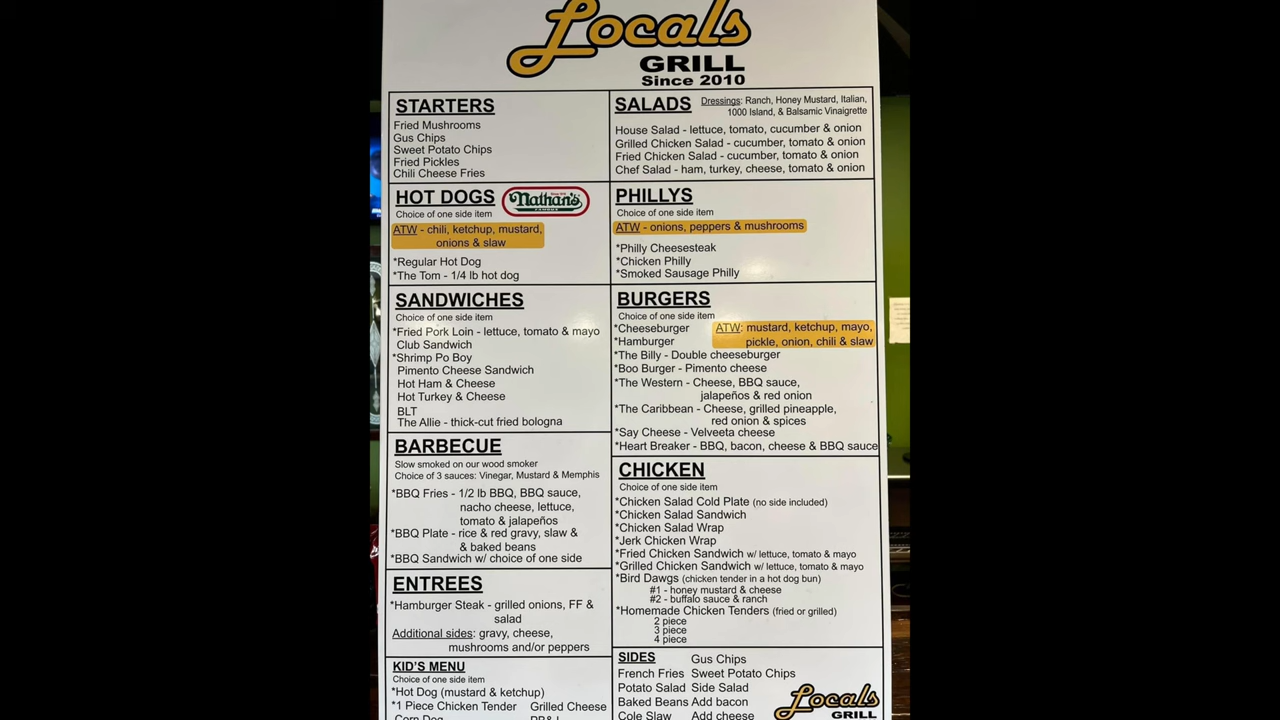 Locals
GRILL
Since 2010
STARTERS
Fried Mushrooms
Gus Chips
Sweet Potato Chips
Fried Pickles
Chili Cheese Fries
SALADS Dressings: Ranch, Honey Mustard, Italian,
1000 Island, & Balsamic Vinaigrette
House Salad - lettuce, tomato, cucumber & onion
Grilled Chicken Salad - cucumber, tomato & onion
Fried Chicken Salad - cucumber, tomato & onion
Chef Salad - ham, turkey, cheese, tomato & onion
HOT DOGS Nathan's
FAMOUS
Choice of one side item
ATW - chili, ketchup, mustard,
onions & slaw
*Regular Hot Dog
*The Tom - 1/4 lb hot dog
PHILLYS
Choice of one side item
ATW - onions, peppers & mushrooms
*Philly Cheesesteak
*Chicken Philly
*Smoked Sausage Philly
SANDWICHES
Choice of one side item
*Fried Pork Loin - lettuce, tomato & mayo
Club Sandwich
*Shrimp Po Boy
Pimento Cheese Sandwich
Hot Ham & Cheese
Hot Turkey & Cheese
BLT
The Allie - thick-cut fried bologna
BURGERS
Choice of one side item
*Cheeseburger ATW: mustard, ketchup, mayo,
*Hamburger pickle, onion, chili & slaw
*The Billy - Double cheeseburger
*Boo Burger - Pimento cheese
*The Western - Cheese, BBQ sauce,
jalapeños & red onion
*The Caribbean - Cheese, grilled pineapple,
red onion & spices
*Say Cheese - Velveeta cheese
*Heart Breaker - BBQ, bacon, cheese & BBQ sauce
BARBECUE
Slow smoked on our wood smoker
Choice of 3 sauces: Vinegar, Mustard & Memphis
*BBQ Fries - 1/2 lb BBQ, BBQ sauce,
nacho cheese, lettuce,
tomato & jalapeños
*BBQ Plate - rice & red gravy, slaw &
& baked beans
*BBQ Sandwich w/ choice of one side
CHICKEN
Choice of one side item
*Chicken Salad Cold Plate (no side included)
*Chicken Salad Sandwich
*Chicken Salad Wrap
*Jerk Chicken Wrap
*Fried Chicken Sandwich w/ lettuce, tomato & mayo
*Grilled Chicken Sandwich w/ lettuce, tomato & mayo
*Bird Dawgs (chicken tender in a hot dog bun)
#1 - honey mustard & cheese
#2 - buffalo sauce & ranch
*Homemade Chicken Tenders (fried or grilled)
2 piece
3 piece
4 piece
ENTREES
*Hamburger Steak - grilled onions, FF &
salad
Additional sides: gravy, cheese,
mushrooms and/or peppers
KID'S MENU
Choice of one side item
*Hot Dog (mustard & ketchup)
*1 Piece Chicken Tender Grilled Cheese
Corn Dog PB&J
SIDES Gus Chips
French Fries Sweet Potato Chips
Potato Salad Side Salad
Baked Beans Add bacon
Cole Slaw Add cheese
Locals
GRILL